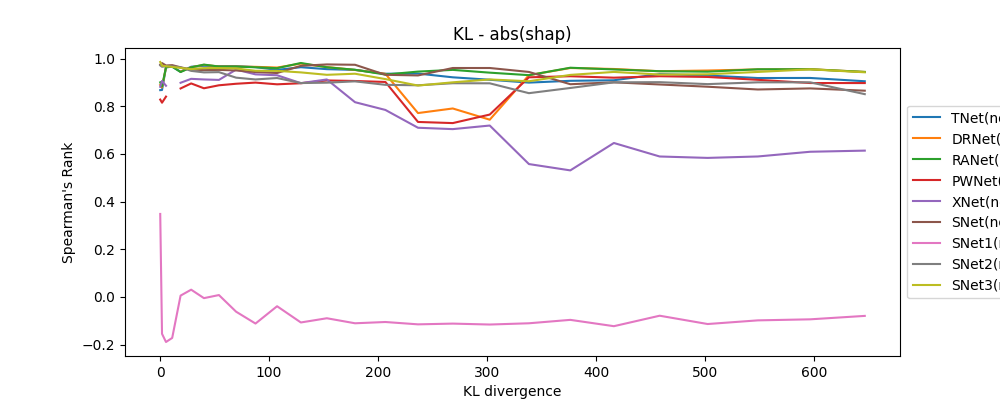 KL - abs(shap)
Spearman's Rank
1.0
0.8
0.6
0.4
0.2
0.0
−0.2
0
100
200
300
400
500
600
KL divergence
TNet(n
DRNet(
RANet(
PWNet(
XNet(n
SNet(n
SNet1(
SNet2(
SNet3(